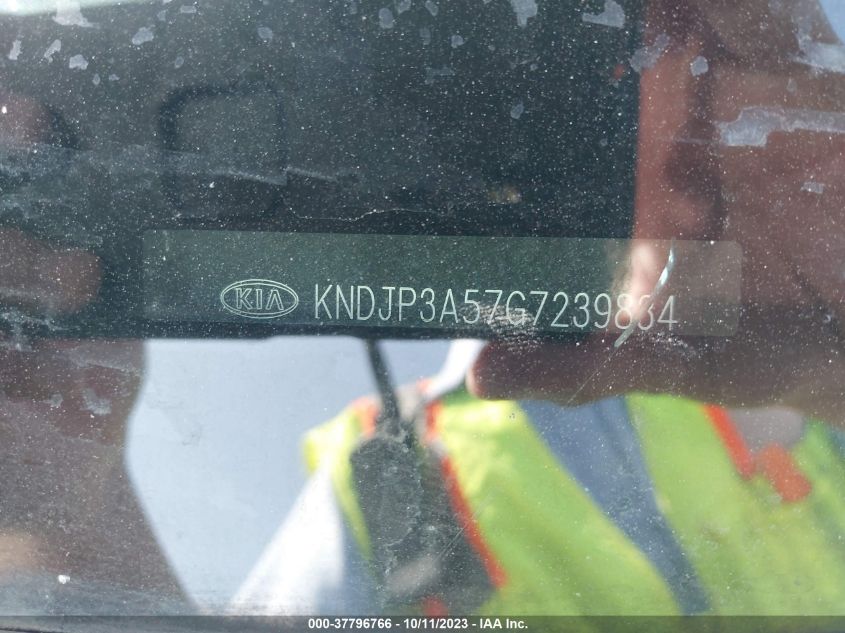 KIA KNDJP3A57G7239834
000-37796766 - 10/11/2023 - IAA Inc.